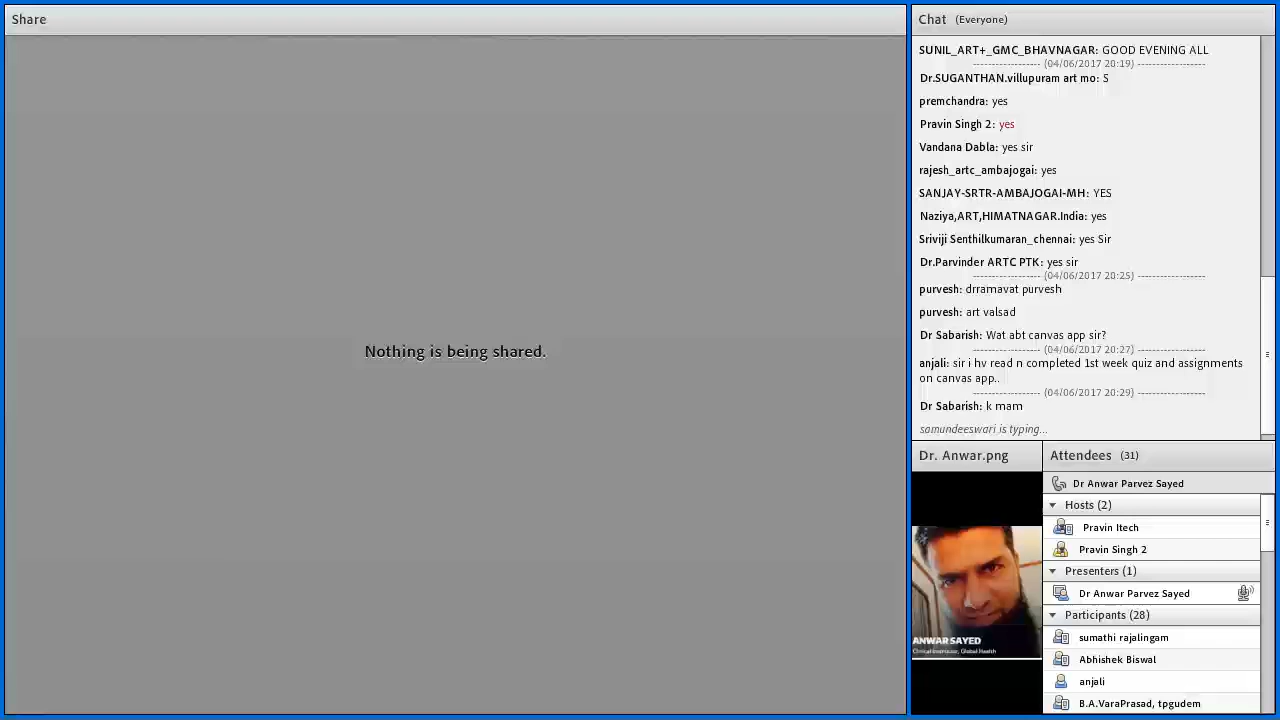 Share
Nothing is being shared.
Chat (Everyone)
SUNIL_ART+_GMC_BHAVNAGAR: GOOD EVENING ALL
------------------- (04/06/2017 20:19) -------------------
Dr.SUGANTHAN.villupuram art mo: S
premchandra: yes
Pravin Singh 2: yes
Vandana Dabla: yes sir
rajesh_artc_ambajogai: yes
SANJAY-SRTR-AMBAJOGAI-MH: YES
Naziya,ART,HIMATNAGAR.India: yes
Sriviji Senthilkumaran_chennai: yes Sir
Dr.Parvinder ARTC PTK: yes sir
------------------- (04/06/2017 20:25) -------------------
purvesh: drramavat purvesh
purvesh: art valsad
Dr Sabarish: Wat abt canvas app sir?
------------------- (04/06/2017 20:27) -------------------
anjali: sir i hv read n completed 1st week quiz and assignments
on canvas app..
------------------- (04/06/2017 20:29) -------------------
Dr Sabarish: k mam
samundeeswari is typing...
Dr. Anwar.png
ANWAR SAYED
Global Health
Attendees (31)
Dr Anwar Parvez Sayed
Hosts (2)
Pravin Itech
Pravin Singh 2
Presenters (1)
Dr Anwar Parvez Sayed
Participants (28)
sumathi rajalingam
Abhishek Biswal
anjali
B.A.VaraPrasad, tpgudem